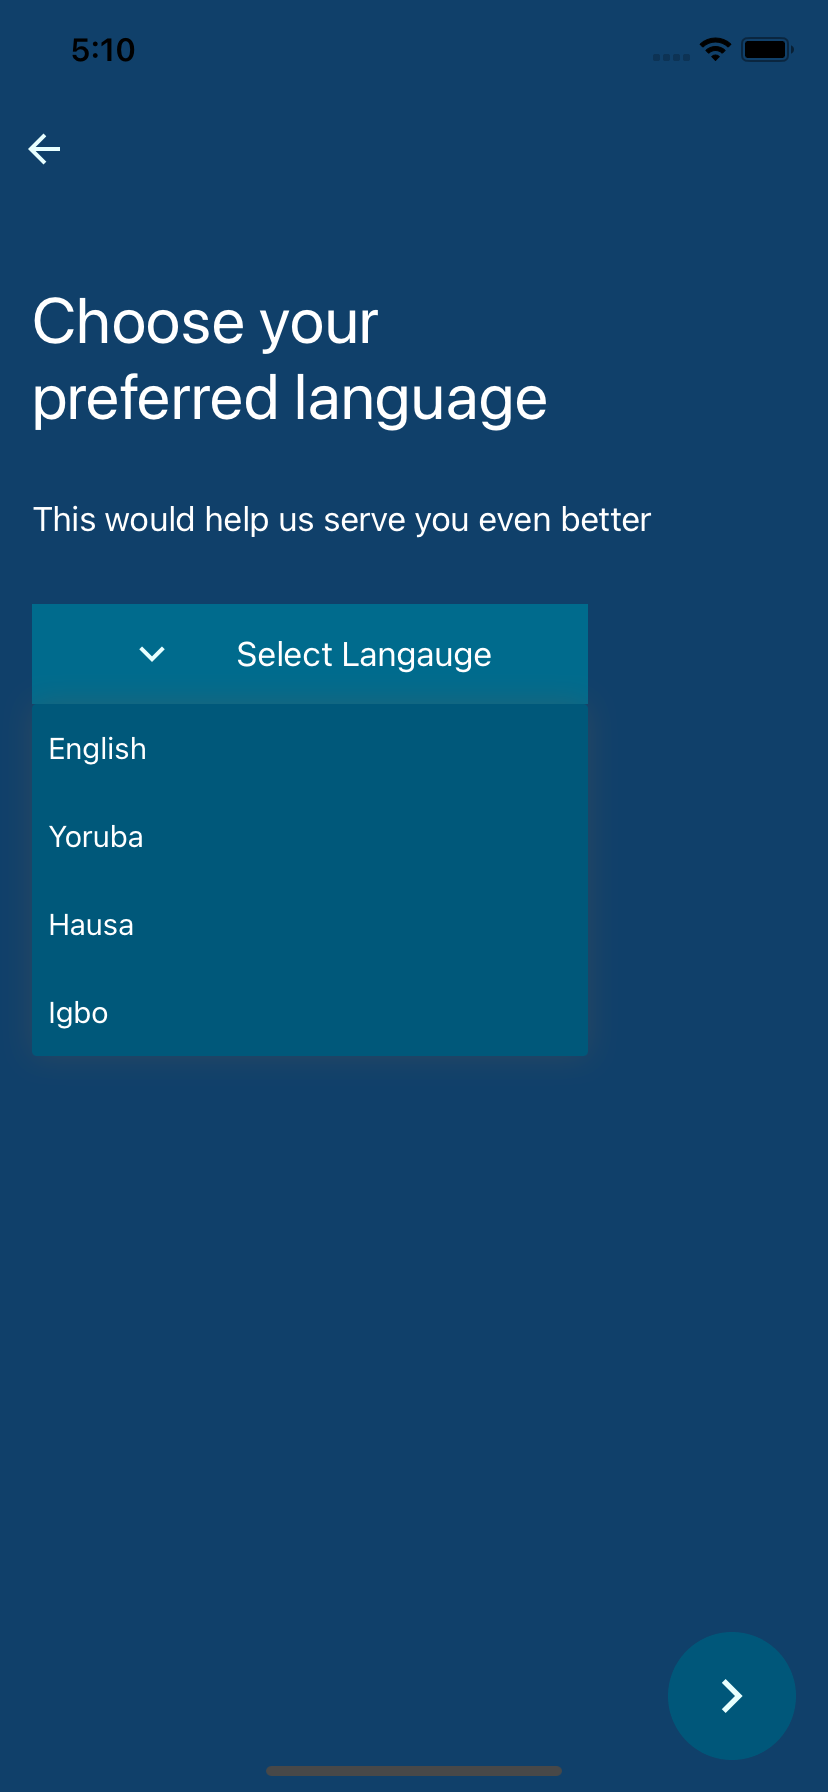 5:10
Choose your
preferred language
This would help us serve you even better
Select Langauge
English
Yoruba
Hausa
Igbo